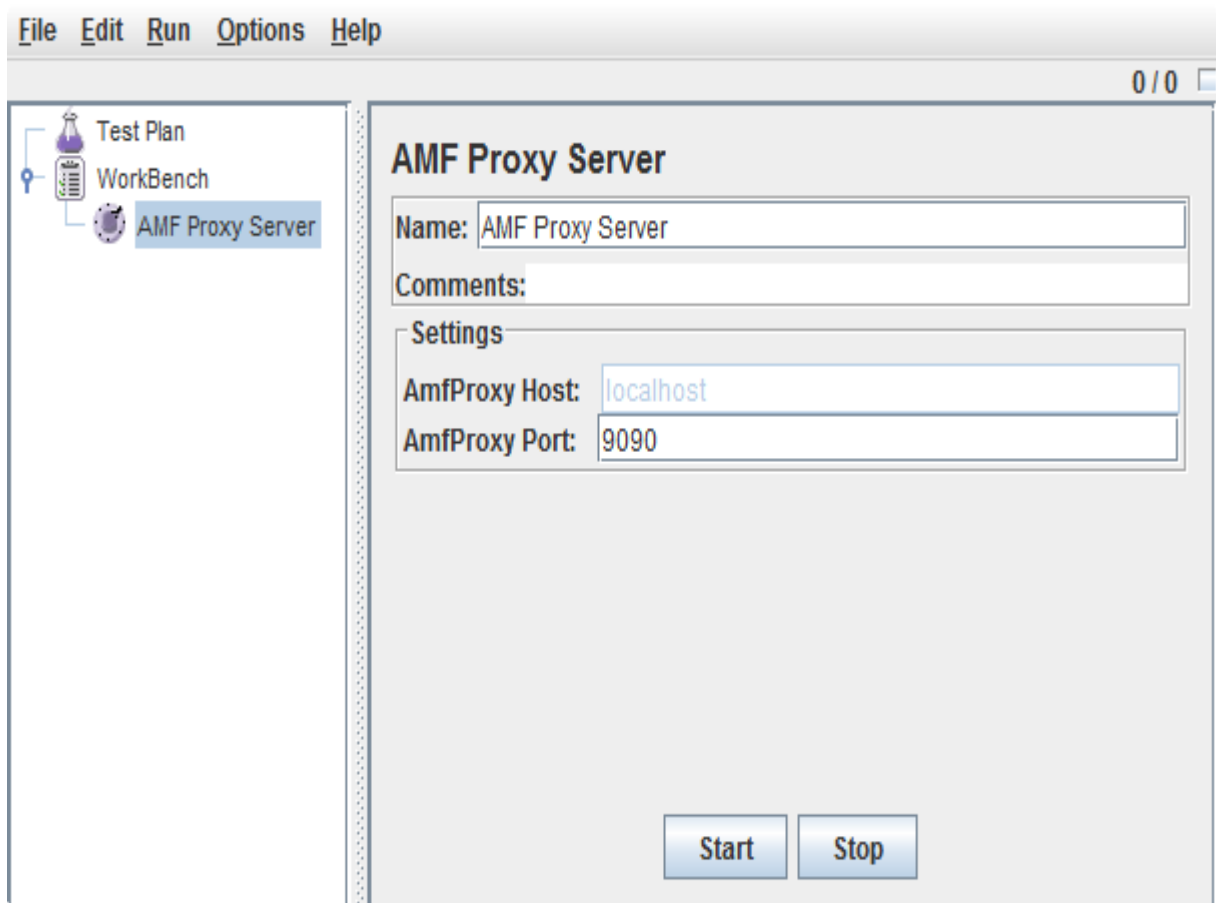 File Edit Run Options Help
0 / 0
Test Plan
WorkBench
AMF Proxy Server
AMF Proxy Server
Name: AMF Proxy Server
Comments:
Settings
AmfProxy Host: localhost
AmfProxy Port: 9090
Start Stop